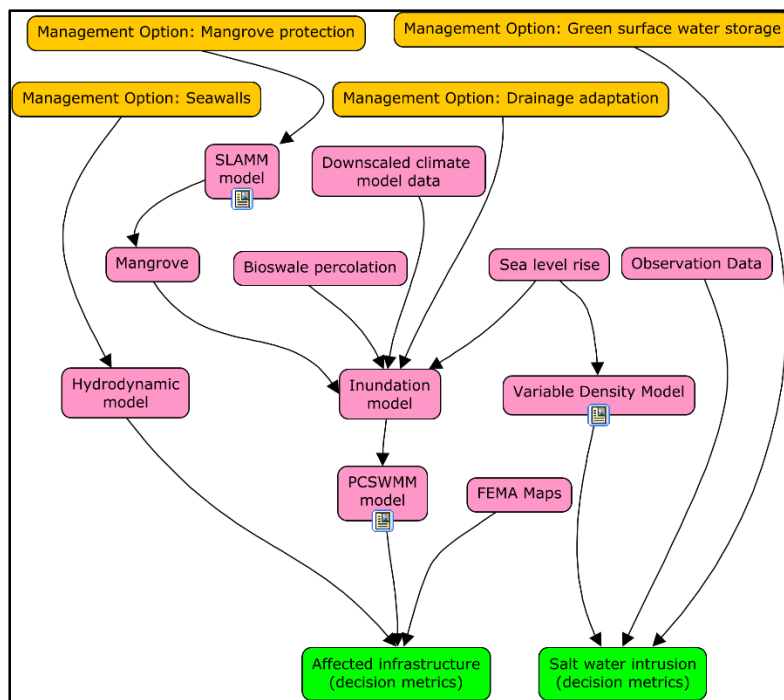 Management Option: Mangrove protection
Management Option: Green surface water storage
Management Option: Seawalls
Management Option: Drainage adaptation
SLAMM
model
Downscaled climate
model data
Mangrove
Bioswale percolation
Sea level rise
Observation Data
Hydrodynamic
model
Inundation
model
Variable Density Model
PCSWMM
model
FEMA Maps
Affected infrastructure
(decision metrics)
Salt water intrusion
(decision metrics)